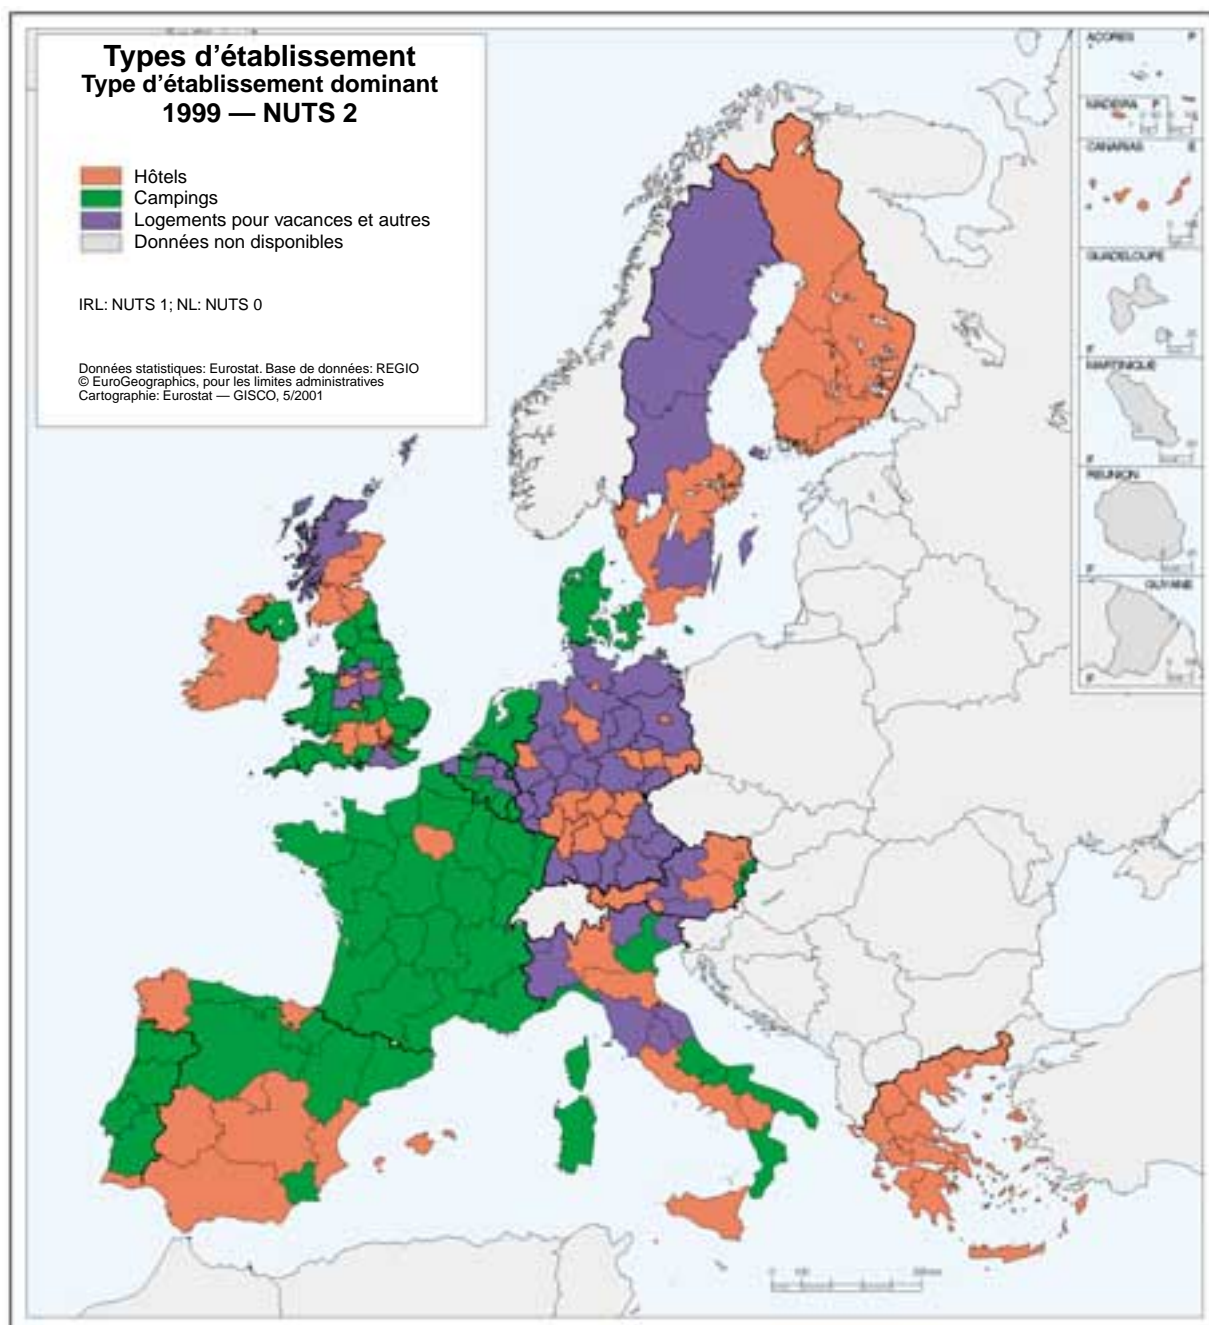 Types d’établissement
Type d’établissement dominant
1999 — NUTS 2
Hôtels
Campings
Logements pour vacances et autres
Données non disponibles
IRL: NUTS 1; NL: NUTS 0
Données statistiques: Eurostat. Base de données: REGIO
© EuroGeographics, pour les limites administratives
Cartographie: Eurostat — GISCO, 5/2001
AÇORES P
MADEIRA P
CANARIAS E
GUADELOUPE
F
MARTINIQUE
F
REUNION
F
GUYANE
F